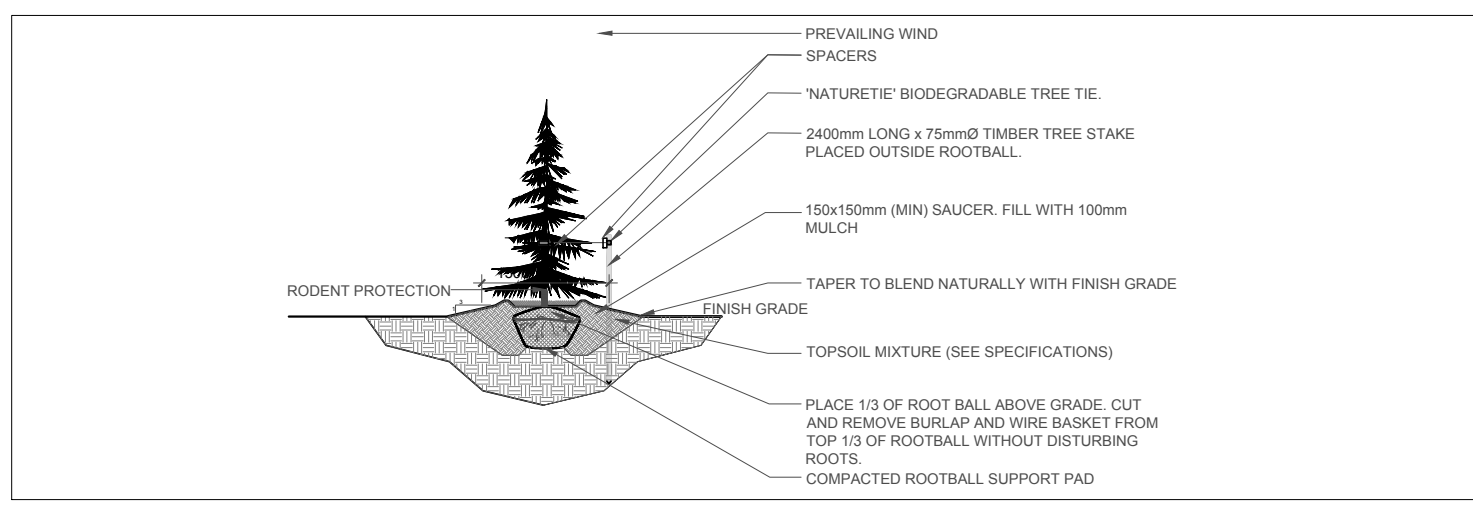 PREVAILING WIND
SPACERS
'NATURETIE' BIODEGRADABLE TREE TIE.
2400mm LONG x 75mmØ TIMBER TREE STAKE
PLACED OUTSIDE ROOTBALL.
150x150mm (MIN) SAUCER. FILL WITH 100mm
MULCH
TAPER TO BLEND NATURALLY WITH FINISH GRADE
RODENT PROTECTION
3
1
FINISH GRADE
TOPSOIL MIXTURE (SEE SPECIFICATIONS)
PLACE 1/3 OF ROOT BALL ABOVE GRADE. CUT
AND REMOVE BURLAP AND WIRE BASKET FROM
TOP 1/3 OF ROOTBALL WITHOUT DISTURBING
ROOTS.
COMPACTED ROOTBALL SUPPORT PAD